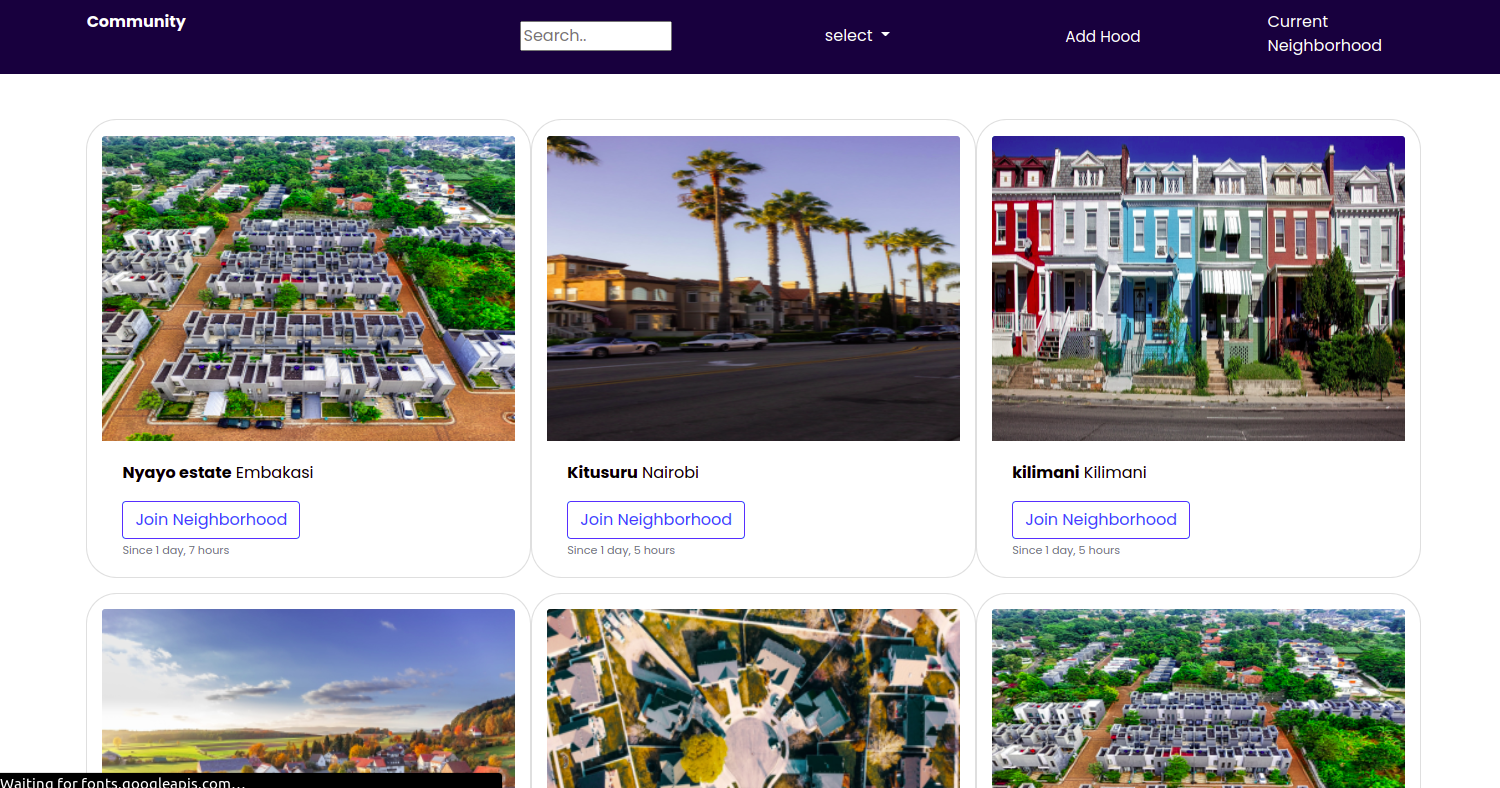 Community
Search..
select
Add Hood
Current
Neighborhood
Nyayo estate Embakasi
Join Neighborhood
Since 1 day, 7 hours
Kitusuru Nairobi
Join Neighborhood
Since 1 day, 5 hours
kilimani Kilimani
Join Neighborhood
Since 1 day, 5 hours
Waiting for fonts.googleapis.com...